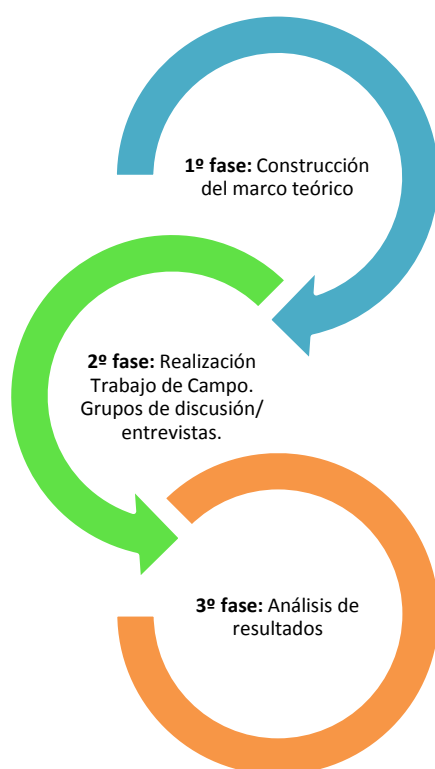 1º fase: Construcción
del marco teórico
2º fase: Realización
Trabajo de Campo.
Grupos de discusión/
entrevistas.
3º fase: Análisis de
resultados